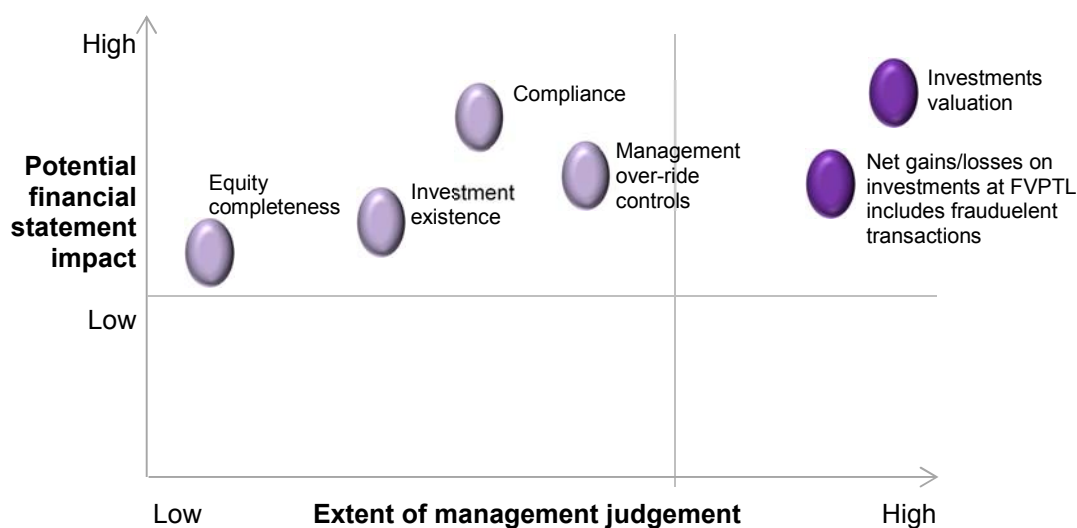 High
Potential
financial
statement
impact
Low
Equity
completeness
Investment
existence
Compliance
Management
over-ride
controls
Investments
valuation
Net gains/losses on
investments at FVPTL
includes frauduelent
transactions
Low
Extent of management judgement
High